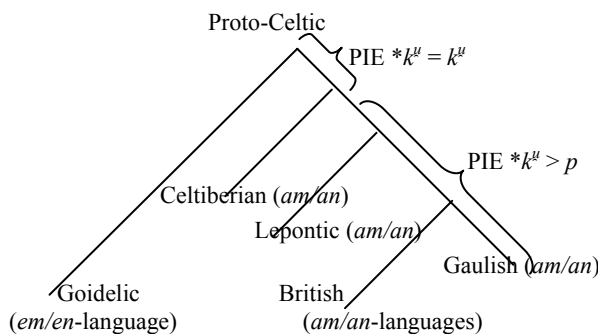 Proto-Celtic
PIE *kᵘ̯ = kᵘ̯
PIE *kᵘ̯ > p
Celtiberian (am/an)
Lepontic (am/an)
Gaulish (am/an)
Goidelic
(em/en-language)
British
(am/an-languages)